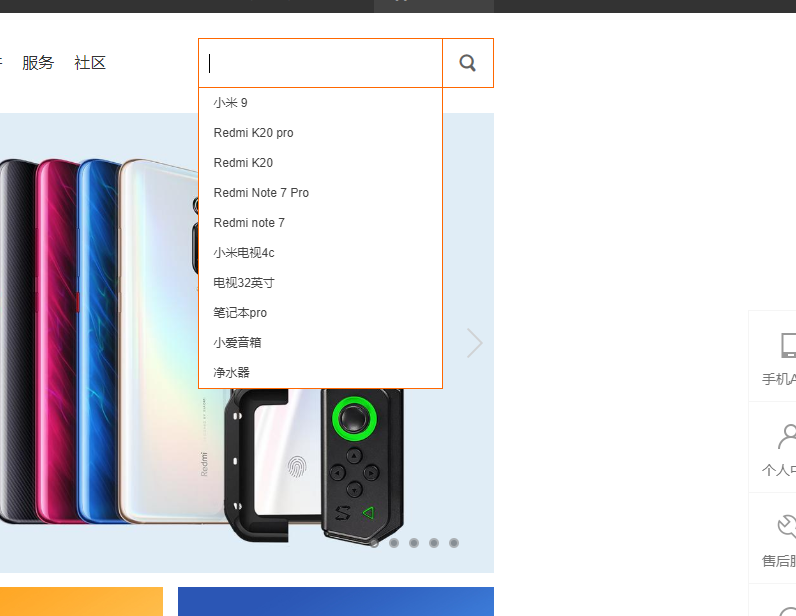 服务 社区
小米 9
Redmi K20 pro
Redmi K20
Redmi Note 7 Pro
Redmi note 7
小米电视4c
电视32英寸
笔记本pro
小爱音箱
净水器
Redmi
手机A
个人中
售后服